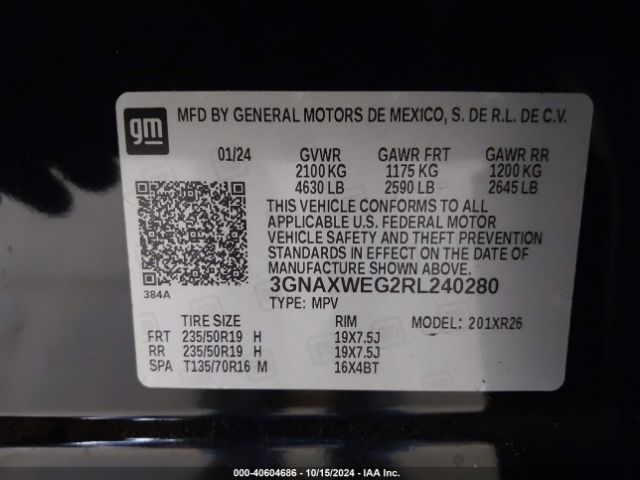 gm
MFD BY GENERAL MOTORS DE MEXICO, S. DE R.L. DE C.V.
01/24 GVWR GAWR FRT GAWR RR
2100 KG 1175 KG 1200 KG
4630 LB 2590 LB 2645 LB
THIS VEHICLE CONFORMS TO ALL
APPLICABLE U.S. FEDERAL MOTOR
VEHICLE SAFETY AND THEFT PREVENTION
STANDARDS IN EFFECT ON THE DATE OF
MANUFACTURE SHOWN ABOVE.
384A
3GNAXWEG2RL240280
TYPE: MPV
TIRE SIZE RIM MODEL: 201XR26
FRT 235/50R19 H 19X7.5J
RR 235/50R19 H 19X7.5J
SPA T135/70R16 M 16X4BT
000-40604686 - 10/15/2024 - IAA Inc.